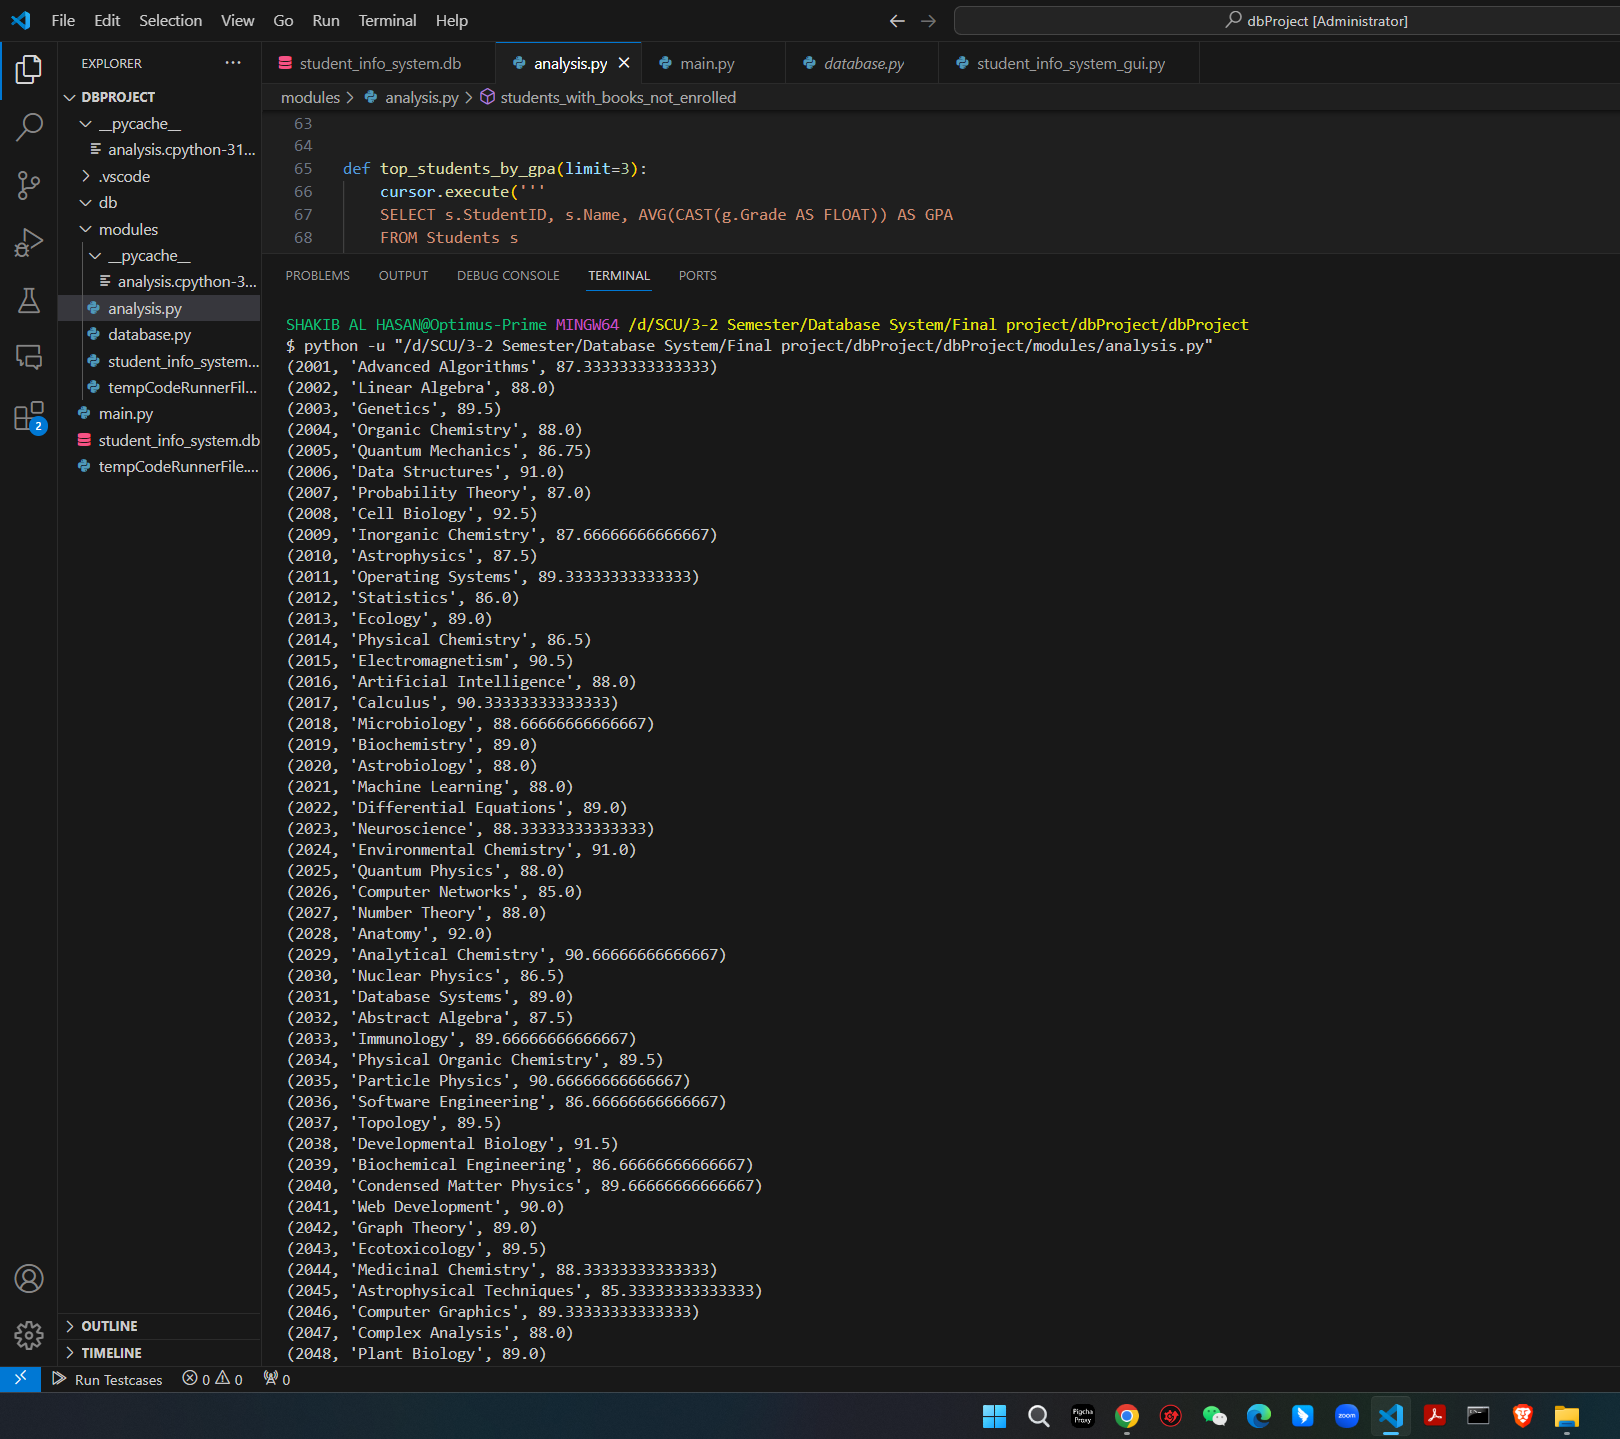 File Edit Selection View Go Run Terminal Help
dbProject [Administrator]
EXPLORER
student_info_system.db
analysis.py
main.py
database.py
student_info_system_gui.py
DBPROJECT
modules > analysis.py > students_with_books_not_enrolled
__pycache__
analysis.cpython-31...
.vscode
db
modules
__pycache__
analysis.cpython-3...
analysis.py
database.py
student_info_system...
tempCodeRunnerFil...
main.py
student_info_system.db
tempCodeRunnerFile....
2
63
64
65 def top_students_by_gpa(limit=3):
66 cursor.execute('''
67 SELECT s.StudentID, s.Name, AVG(CAST(g.Grade AS FLOAT)) AS GPA
68 FROM Students s
PROBLEMS OUTPUT DEBUG CONSOLE TERMINAL PORTS
SHAKIB AL HASAN@Optimus-Prime MINGW64 /d/SCU/3-2 Semester/Database System/Final project/dbProject/dbProject
$ python -u "/d/SCU/3-2 Semester/Database System/Final project/dbProject/dbProject/modules/analysis.py"
(2001, 'Advanced Algorithms', 87.33333333333333)
(2002, 'Linear Algebra', 88.0)
(2003, 'Genetics', 89.5)
(2004, 'Organic Chemistry', 88.0)
(2005, 'Quantum Mechanics', 86.75)
(2006, 'Data Structures', 91.0)
(2007, 'Probability Theory', 87.0)
(2008, 'Cell Biology', 92.5)
(2009, 'Inorganic Chemistry', 87.66666666666667)
(2010, 'Astrophysics', 87.5)
(2011, 'Operating Systems', 89.33333333333333)
(2012, 'Statistics', 86.0)
(2013, 'Ecology', 89.0)
(2014, 'Physical Chemistry', 86.5)
(2015, 'Electromagnetism', 90.5)
(2016, 'Artificial Intelligence', 88.0)
(2017, 'Calculus', 90.33333333333333)
(2018, 'Microbiology', 88.66666666666667)
(2019, 'Biochemistry', 89.0)
(2020, 'Astrobiology', 88.0)
(2021, 'Machine Learning', 88.0)
(2022, 'Differential Equations', 89.0)
(2023, 'Neuroscience', 88.33333333333333)
(2024, 'Environmental Chemistry', 91.0)
(2025, 'Quantum Physics', 88.0)
(2026, 'Computer Networks', 85.0)
(2027, 'Number Theory', 88.0)
(2028, 'Anatomy', 92.0)
(2029, 'Analytical Chemistry', 90.66666666666667)
(2030, 'Nuclear Physics', 86.5)
(2031, 'Database Systems', 89.0)
(2032, 'Abstract Algebra', 87.5)
(2033, 'Immunology', 89.66666666666667)
(2034, 'Physical Organic Chemistry', 89.5)
(2035, 'Particle Physics', 90.66666666666667)
(2036, 'Software Engineering', 86.66666666666667)
(2037, 'Topology', 89.5)
(2038, 'Developmental Biology', 91.5)
(2039, 'Biochemical Engineering', 86.66666666666667)
(2040, 'Condensed Matter Physics', 89.66666666666667)
(2041, 'Web Development', 90.0)
(2042, 'Graph Theory', 89.0)
(2043, 'Ecotoxicology', 89.5)
(2044, 'Medicinal Chemistry', 88.33333333333333)
(2045, 'Astrophysical Techniques', 85.33333333333333)
(2046, 'Computer Graphics', 89.33333333333333)
(2047, 'Complex Analysis', 88.0)
(2048, 'Plant Biology', 89.0)
OUTLINE
TIMELINE
Run Testcases 0 0 0
Figcha Proxy
zoom